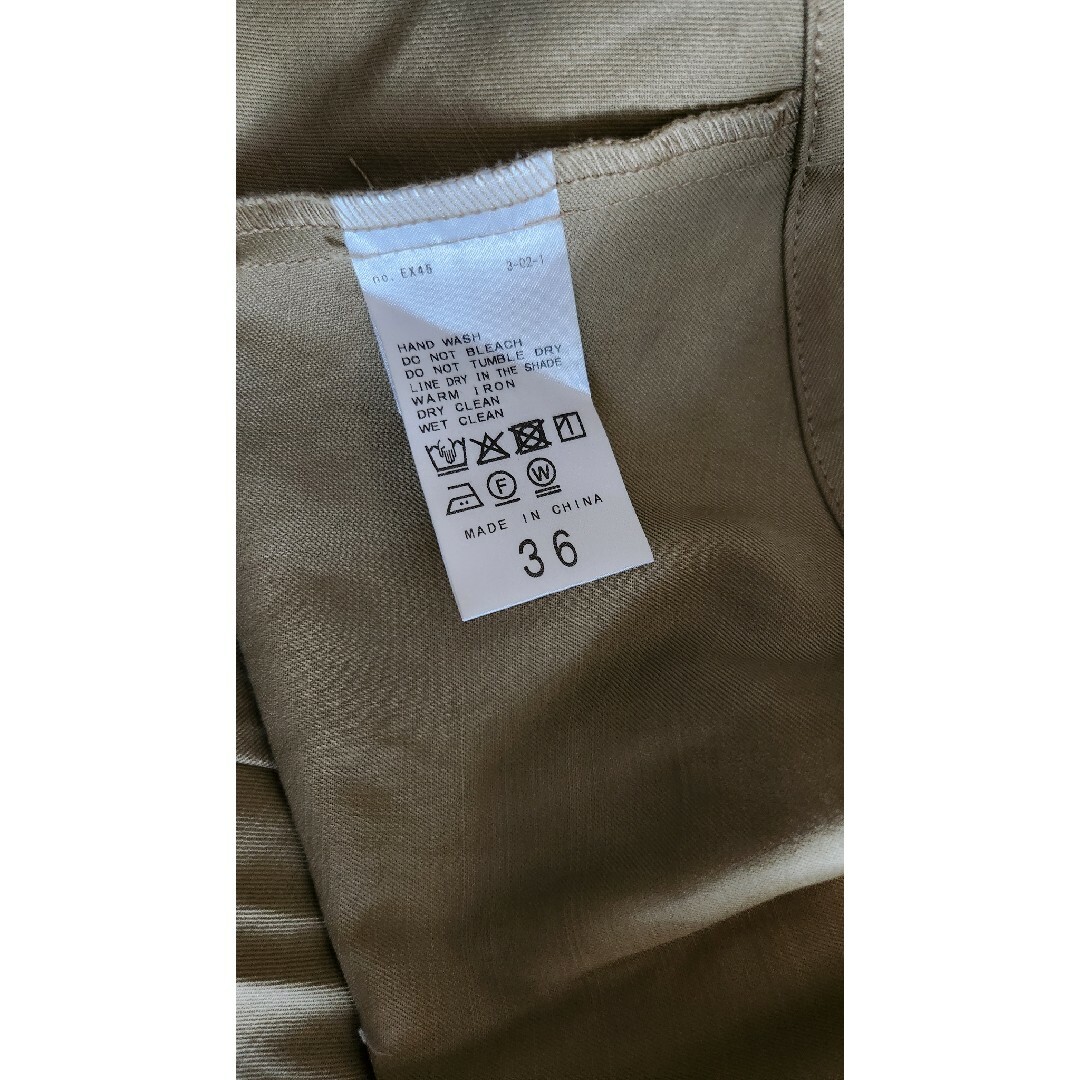 no. EX45 3-02-1
HAND WASH
DO NOT BLEACH
DO NOT TUMBLE DRY
LINE DRY IN THE SHADE
WARM IRON
DRY CLEAN
WET CLEAN
F W
MADE IN CHINA
36